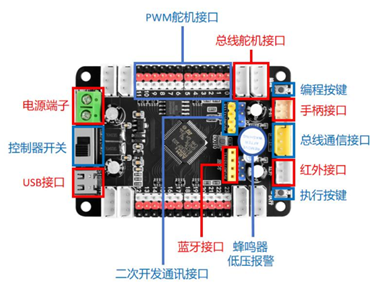 PWM舵机接口
总线舵机接口
电源端子
编程按键
手柄接口
控制器开关
总线通信接口
USB接口
红外接口
执行按键
蓝牙接口
蜂鸣器
低压报警
二次开发通讯接口